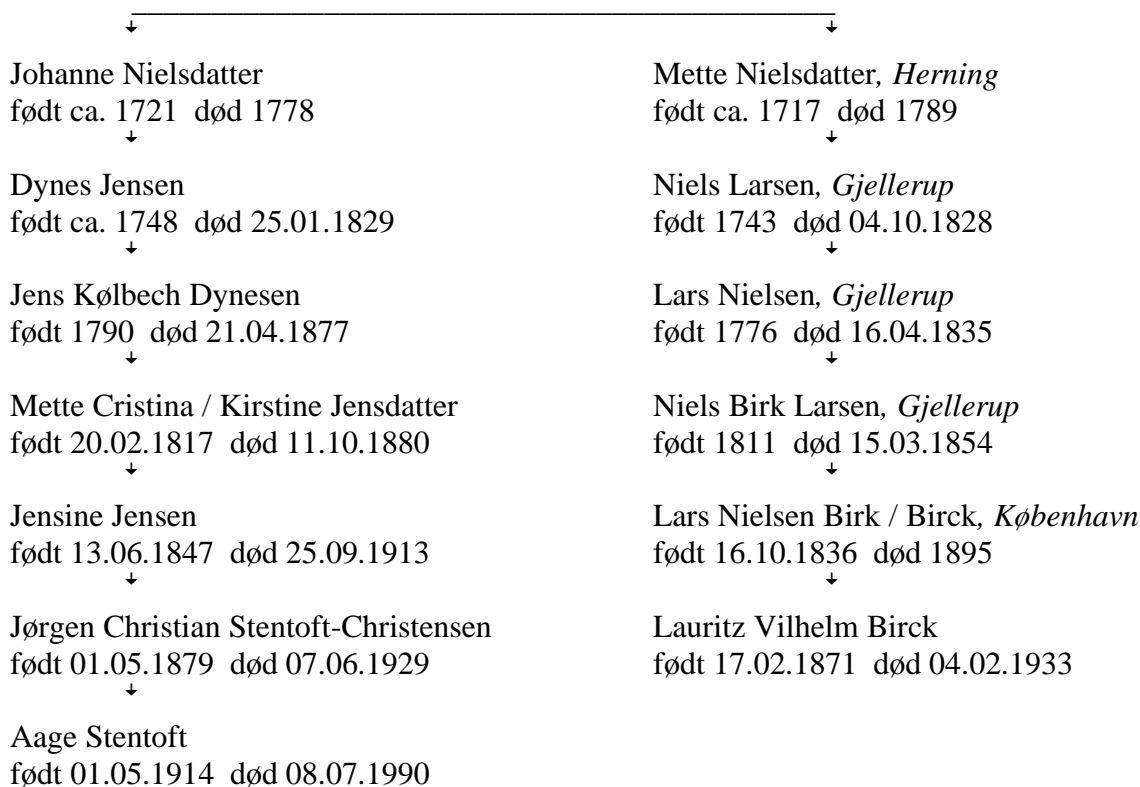 Johanne Nielsdatter
født ca. 1721  død 1778
Dynes Jensen
født ca. 1748  død 25.01.1829
Jens Kølbech Dynesen
født 1790  død 21.04.1877
Mette Cristina / Kirstine Jensdatter
født 20.02.1817  død 11.10.1880
Jensine Jensen
født 13.06.1847  død 25.09.1913
Jørgen Christian Stentoft-Christensen
født 01.05.1879  død 07.06.1929
Aage Stentoft
født 01.05.1914  død 08.07.1990
Mette Nielsdatter, Herning
født ca. 1717  død 1789
Niels Larsen, Gjellerup
født 1743  død 04.10.1828
Lars Nielsen, Gjellerup
født 1776  død 16.04.1835
Niels Birk Larsen, Gjellerup
født 1811  død 15.03.1854
Lars Nielsen Birk / Birck, København
født 16.10.1836  død 1895
Lauritz Vilhelm Birck
født 17.02.1871  død 04.02.1933